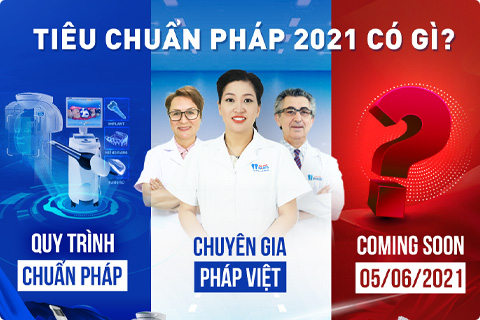 TIÊU CHUẨN PHÁP 2021 CÓ GÌ?
IMPLANT
QUY TRÌNH
CHUẨN PHÁP
CHUYÊN GIA
PHÁP VIỆT
COMING SOON
05/06/2021